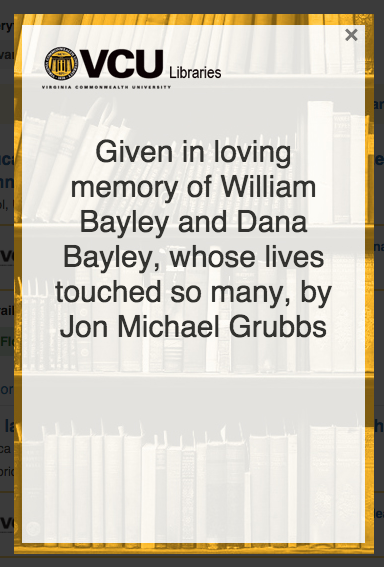 ×
VCU Libraries
VIRGINIA COMMONWEALTH UNIVERSITY
Given in loving
memory of William
Bayley and Dana
Bayley, whose lives
touched so many, by
Jon Michael Grubbs